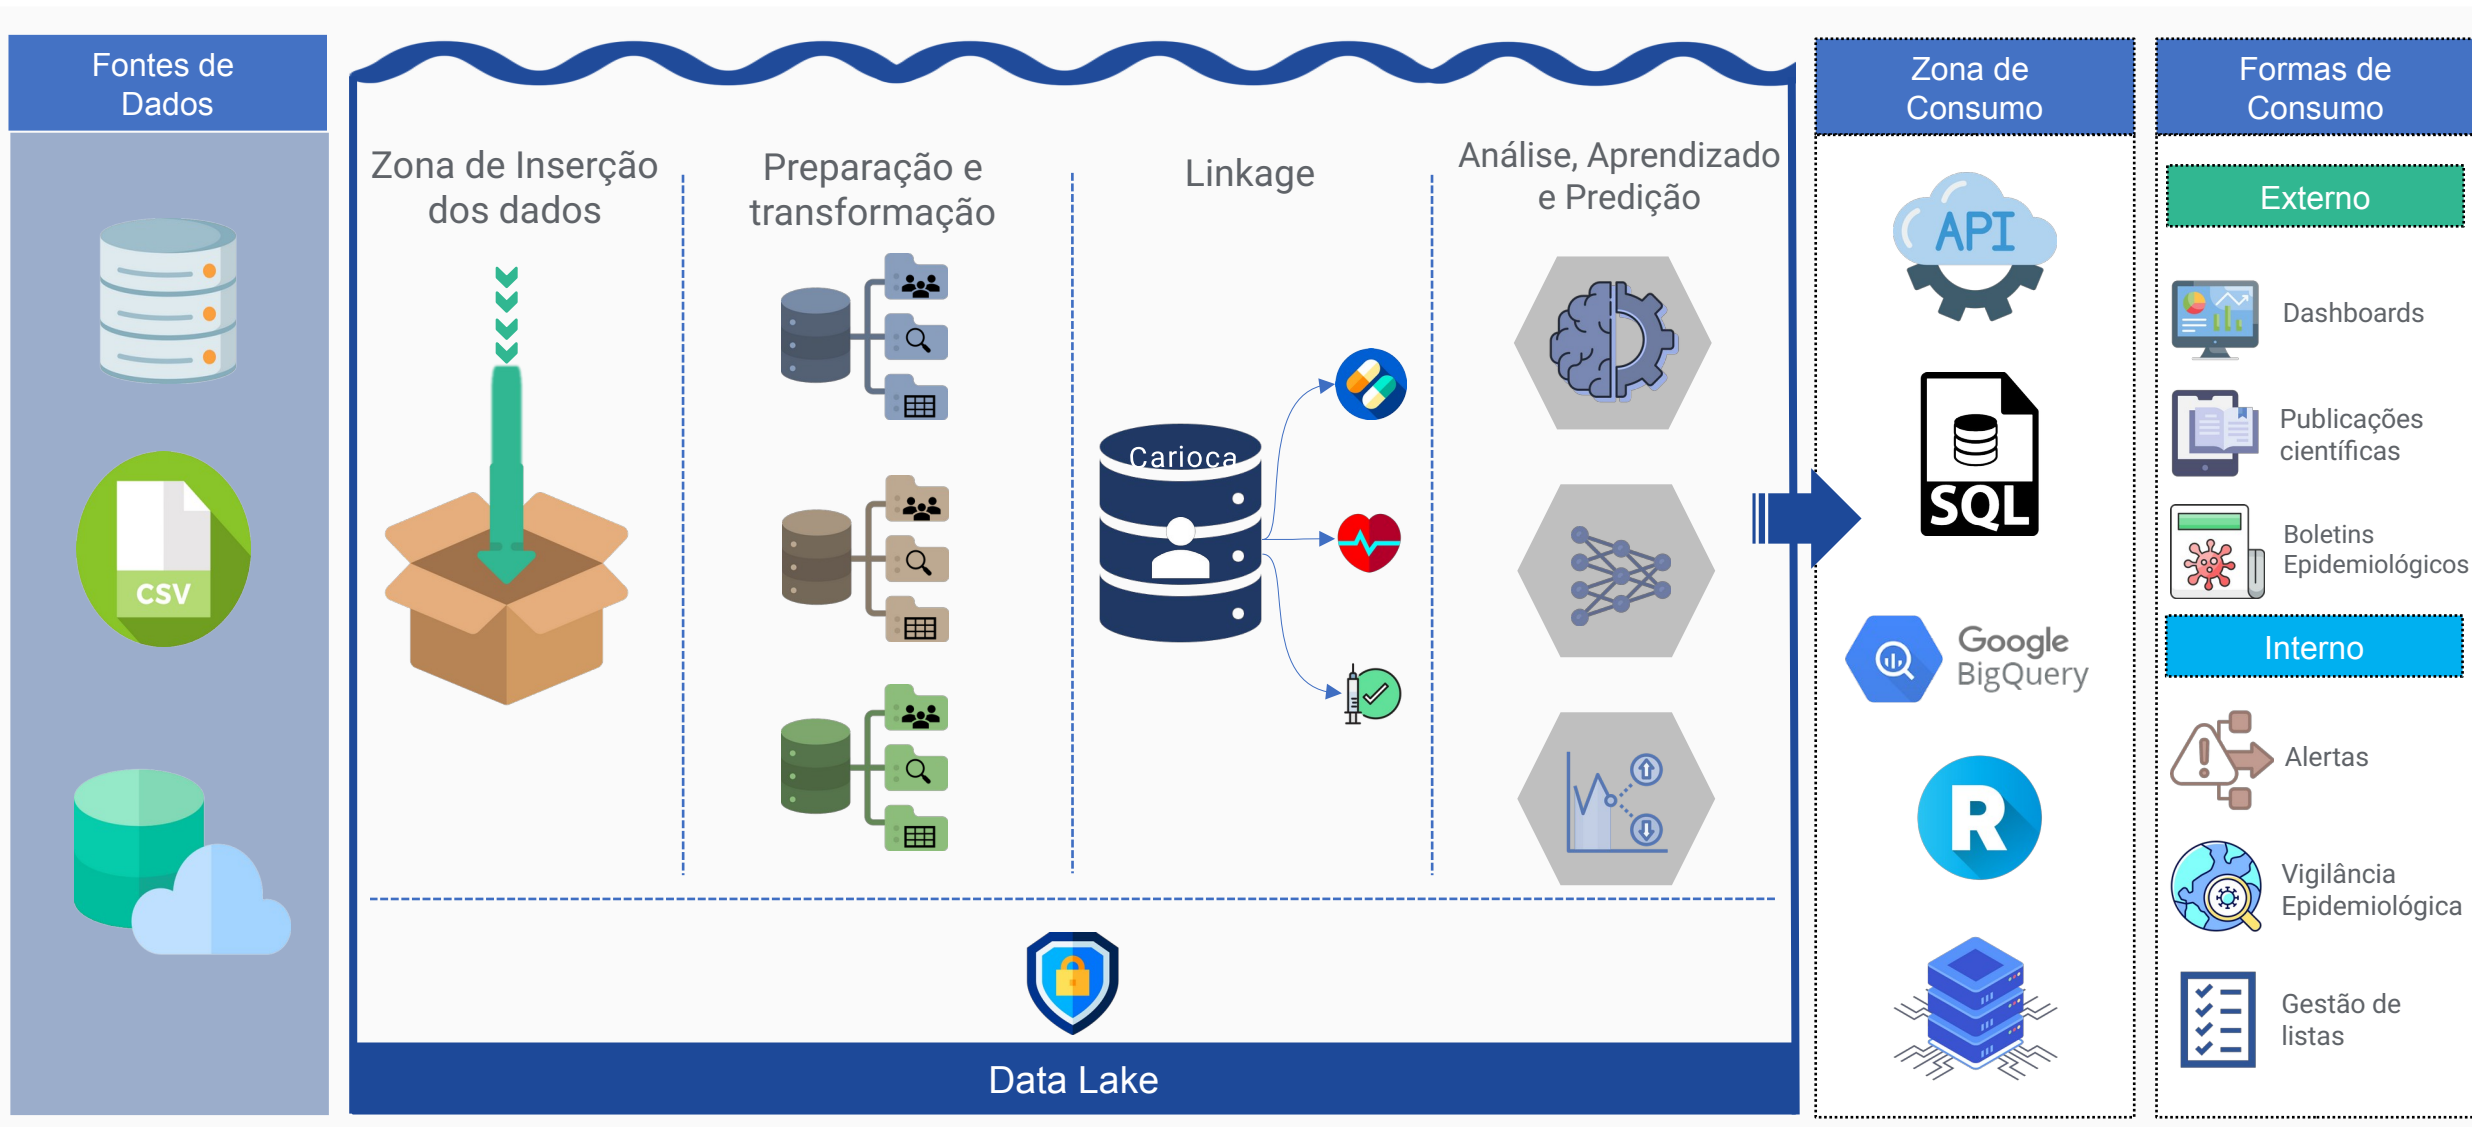 Fontes de
Dados
CSV
Zona de Inserção
dos dados
Preparação e
transformação
Linkage
Carioca
Análise, Aprendizado
e Predição
Data Lake
Zona de
Consumo
API
SQL
Google
BigQuery
R
Formas de
Consumo
Externo
Dashboards
Publicações
científicas
Boletins
Epidemiológicos
Interno
Alertas
Vigilância
Epidemiológica
Gestão de
listas